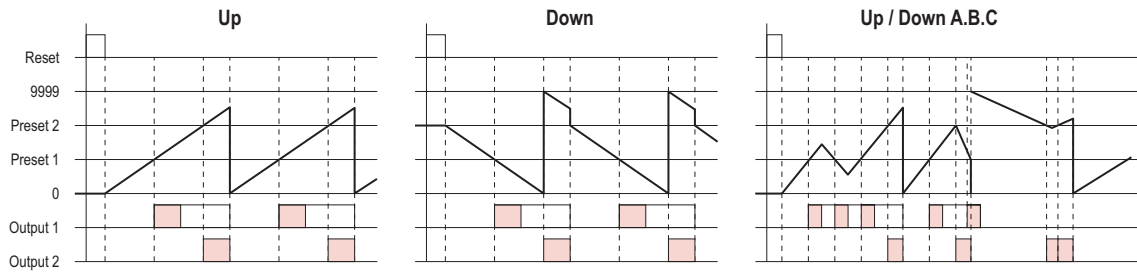 Up
Down
Up / Down A.B.C
Reset
9999
Preset 2
Preset 1
0
Output 1
Output 2